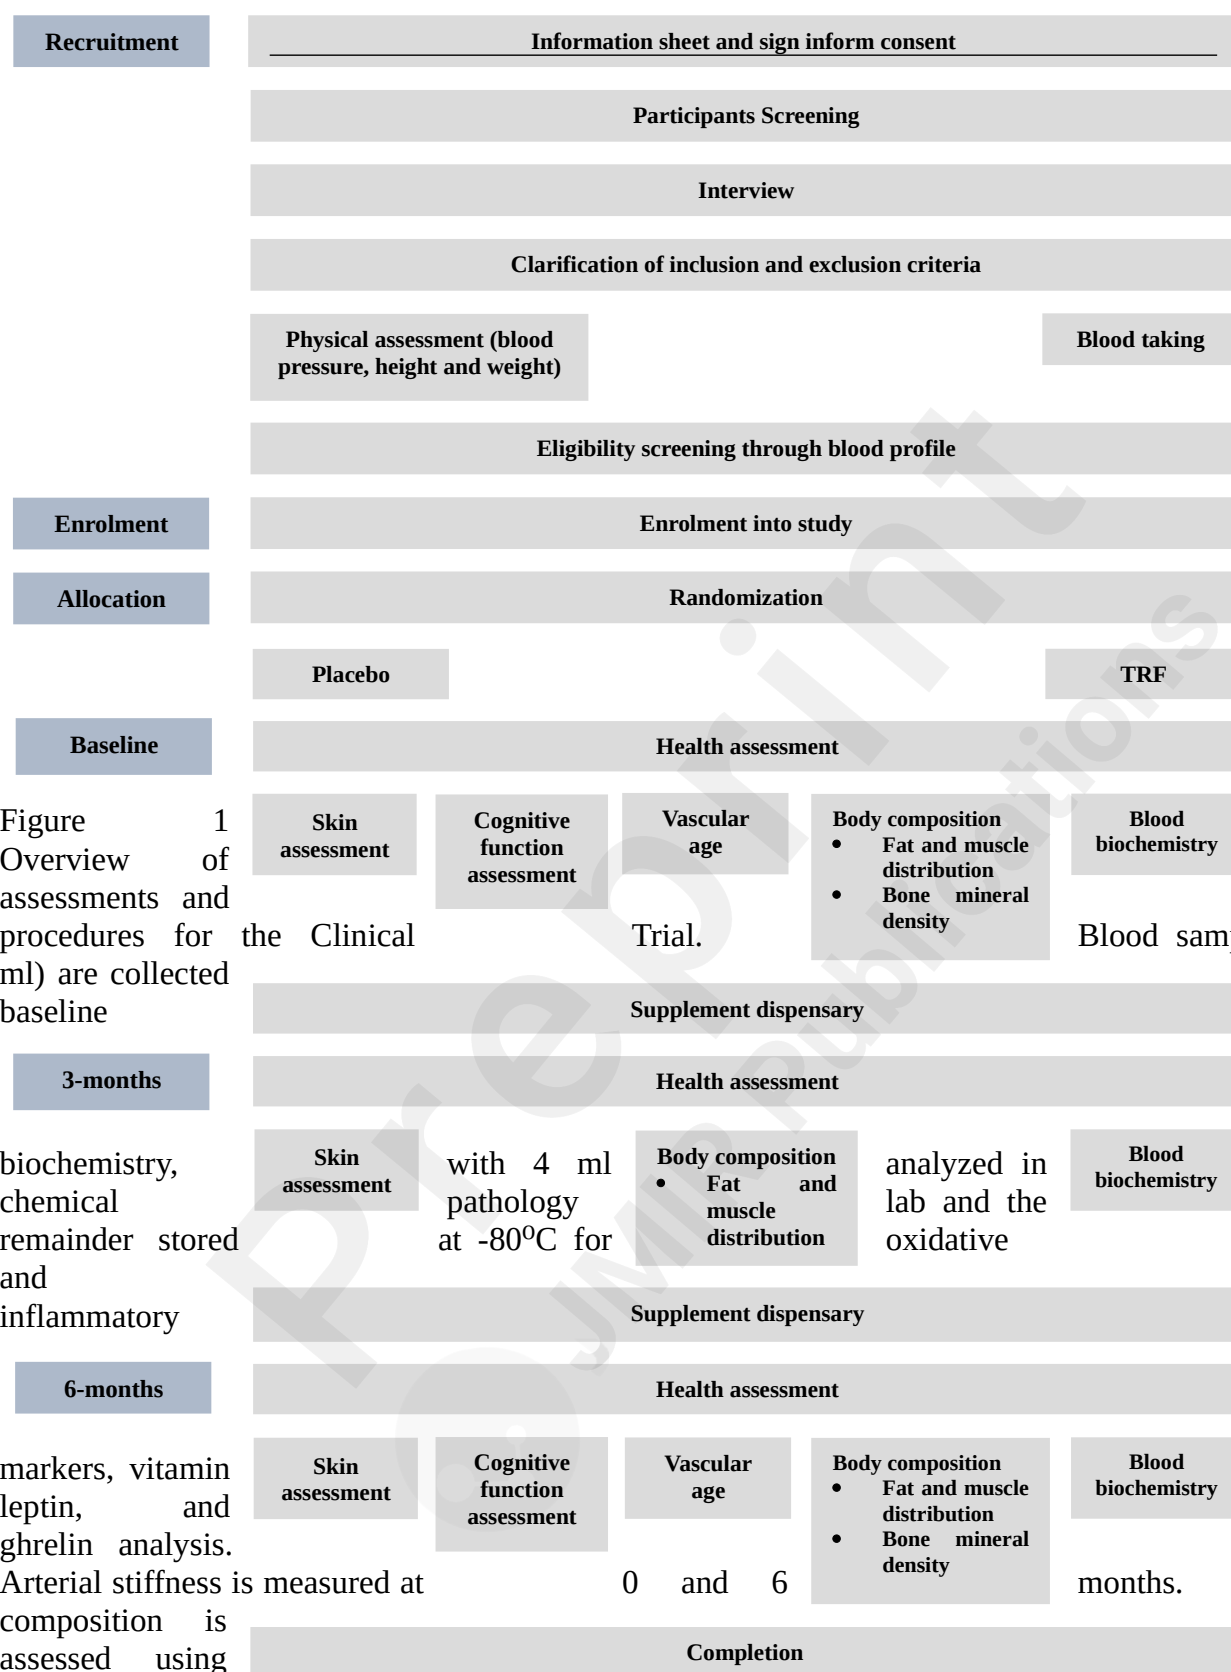 Recruitment
Information sheet and sign inform consent
Participants Screening
Interview
Clarification of inclusion and exclusion criteria
Physical assessment (blood
pressure, height and weight)
Blood taking
Eligibility screening through blood profile
Enrolment
Enrolment into study
Allocation
Randomization
Placebo
TRF
Baseline
Health assessment
Skin
assessment
Cognitive
function
assessment
Vascular
age
Body composition
• Fat and muscle
distribution
• Bone mineral
density
Blood
biochemistry
Figure 1
Overview of
assessments and
procedures for the Clinical Trial. Blood
ml) are collected
baseline
Supplement dispensary
3-months
Health assessment
Skin
assessment
Body composition
• Fat and
muscle
distribution
Blood
biochemistry
biochemistry, with 4 ml analyzed in
chemical pathology lab and the
remainder stored at -80⁰C for oxidative
and
inflammatory
Supplement dispensary
6-months
Health assessment
Skin
assessment
Cognitive
function
assessment
Vascular
age
Body composition
• Fat and muscle
distribution
• Bone mineral
density
Blood
biochemistry
markers, vitamin
leptin, and
ghrelin analysis.
Arterial stiffness is measured at 0 and 6 months.
composition is
assessed using
Completion
Preprint
JMIR Publications